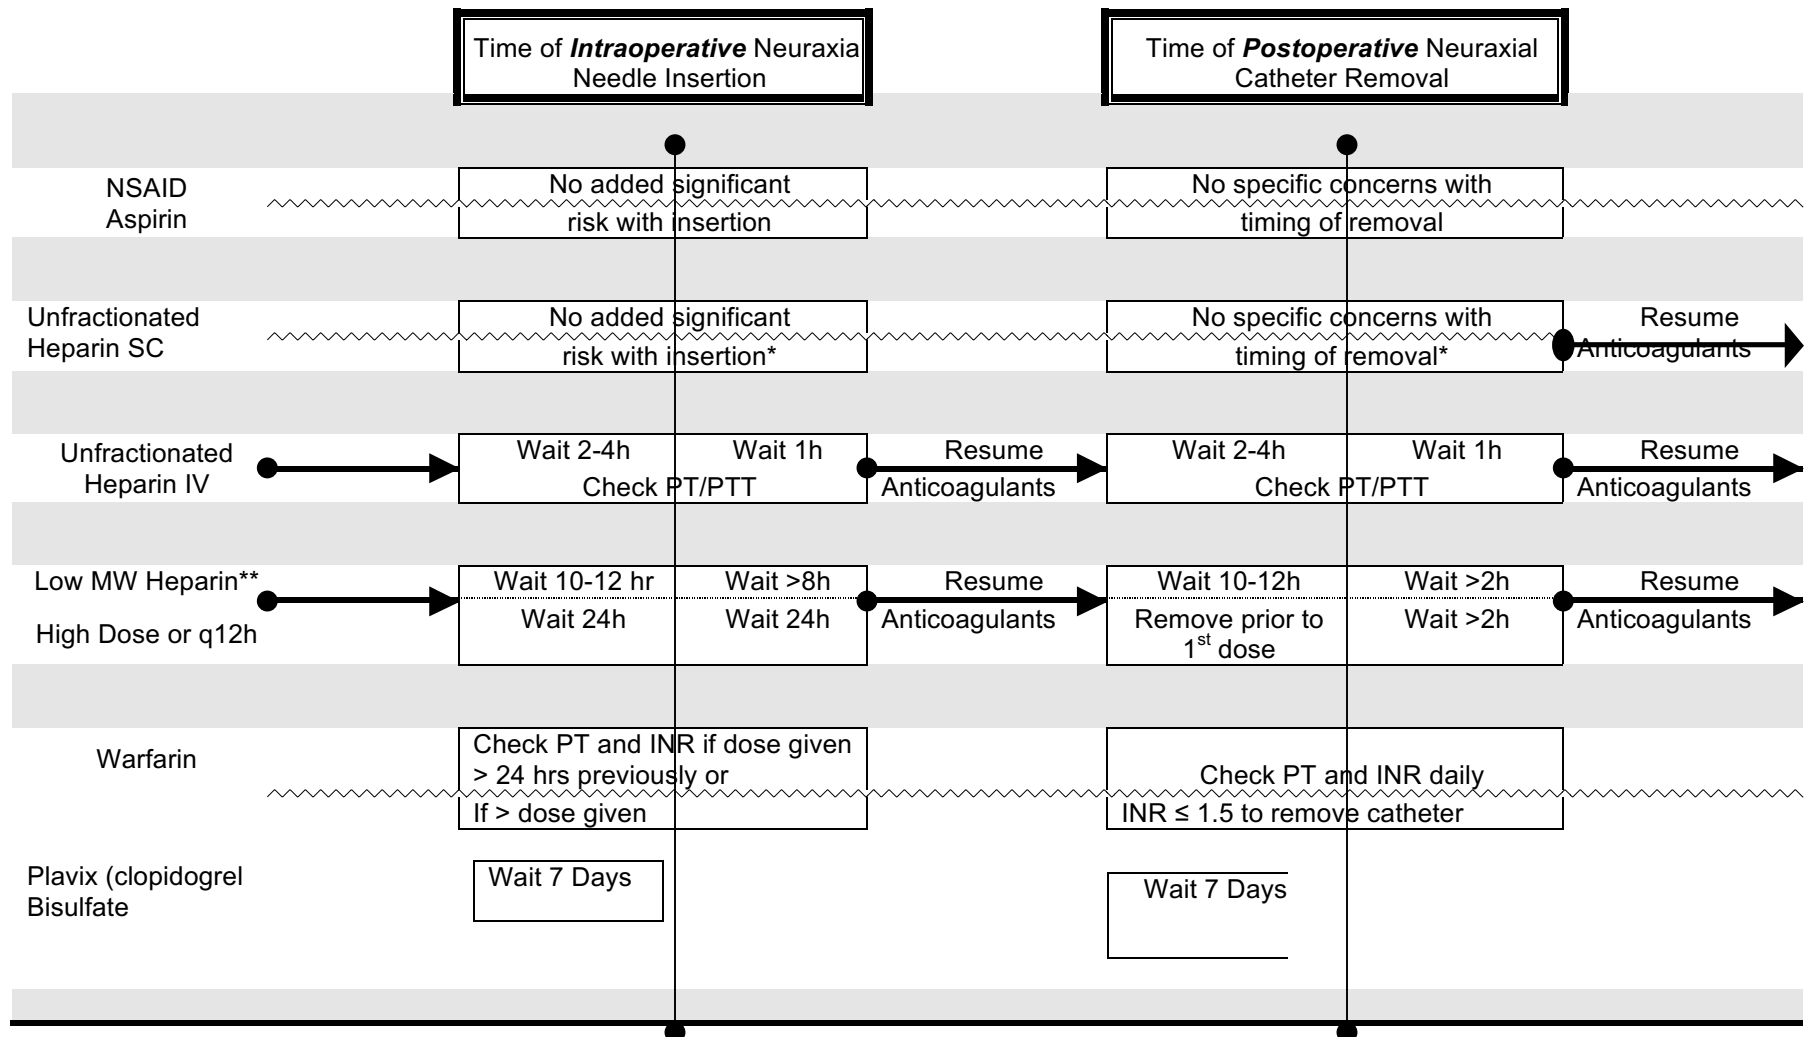 Time of Intraoperative Neuraxia
Needle Insertion
Time of Postoperative Neuraxial
Catheter Removal
NSAID
Aspirin
No added significant
risk with insertion
No specific concerns with
timing of removal
Unfractionated
Heparin SC
No added significant
risk with insertion*
No specific concerns with
timing of removal*
Resume
Anticoagulants
Unfractionated
Heparin IV
Wait 2-4h
Wait 1h
Check PT/PTT
Resume
Anticoagulants
Wait 2-4h
Wait 1h
Check PT/PTT
Resume
Anticoagulants
Low MW Heparin**
High Dose or q12h
Wait 10-12 hr
Wait >8h
Wait 24h
Wait 24h
Resume
Anticoagulants
Wait 10-12h
Wait >2h
Remove prior to
1st dose
Wait >2h
Resume
Anticoagulants
Warfarin
Check PT and INR if dose given
> 24 hrs previously or
If > dose given
Check PT and INR daily
INR ≤ 1.5 to remove catheter
Plavix (clopidogrel
Bisulfate
Wait 7 Days
Wait 7 Days